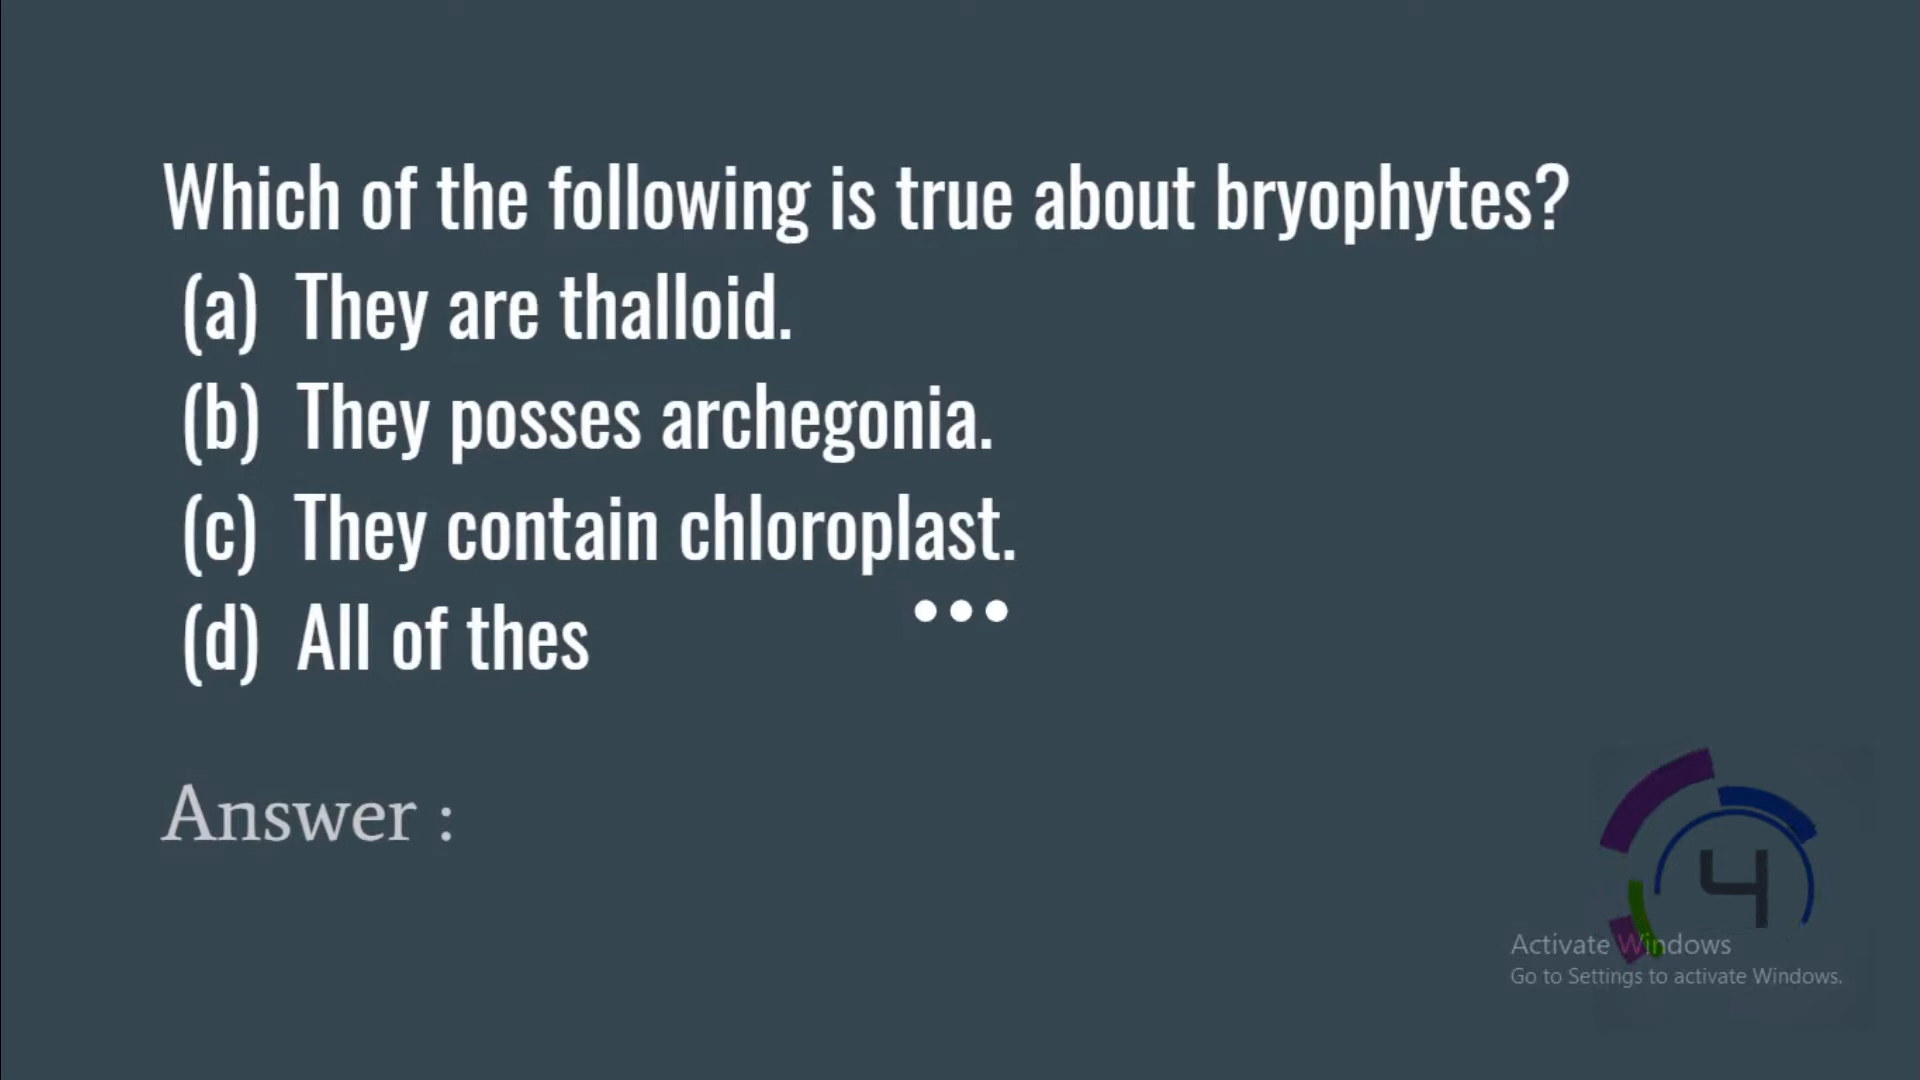 Which of the following is true about bryophytes?
(a) They are thalloid.
(b) They posses archegonia.
(c) They contain chloroplast.
(d) All of thes
Answer :
4
Activate Windows
Go to Settings to activate Windows.